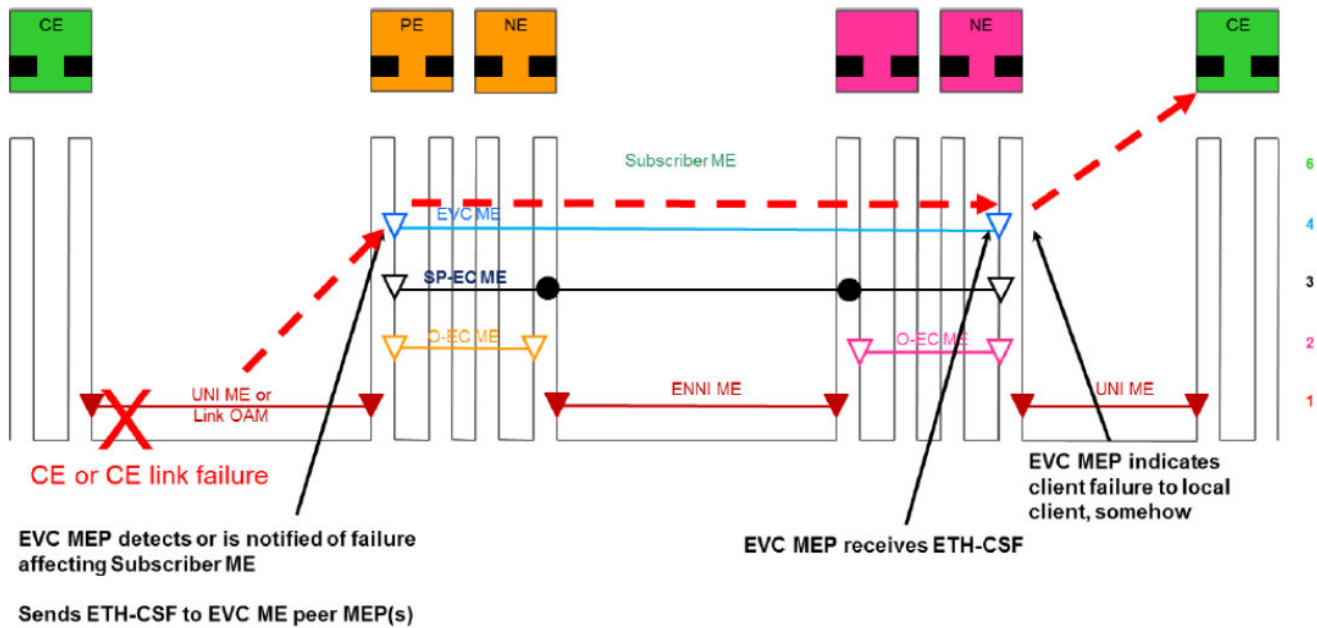 CE
PE
NE
NE
CE
Subscriber ME
6
EVC ME
4
SP-EC ME
3
O-EC ME
O-EC ME
2
UNI ME or
Link OAM
ENNI ME
UNI ME
1
CE or CE link failure
EVC MEP indicates
client failure to local
client, somehow
EVC MEP detects or is notified of failure
affecting Subscriber ME
EVC MEP receives ETH-CSF
Sends ETH-CSF to EVC ME peer MEP(s)